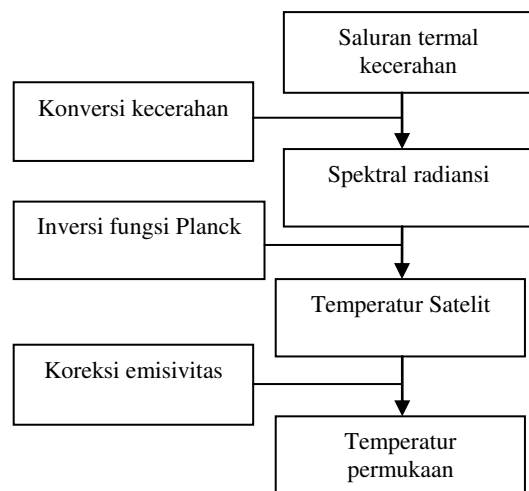 Saluran termal
kecerahan
Konversi kecerahan
Spektral radiansi
Inversi fungsi Planck
Temperatur Satelit
Koreksi emisivitas
Temperatur
permukaan